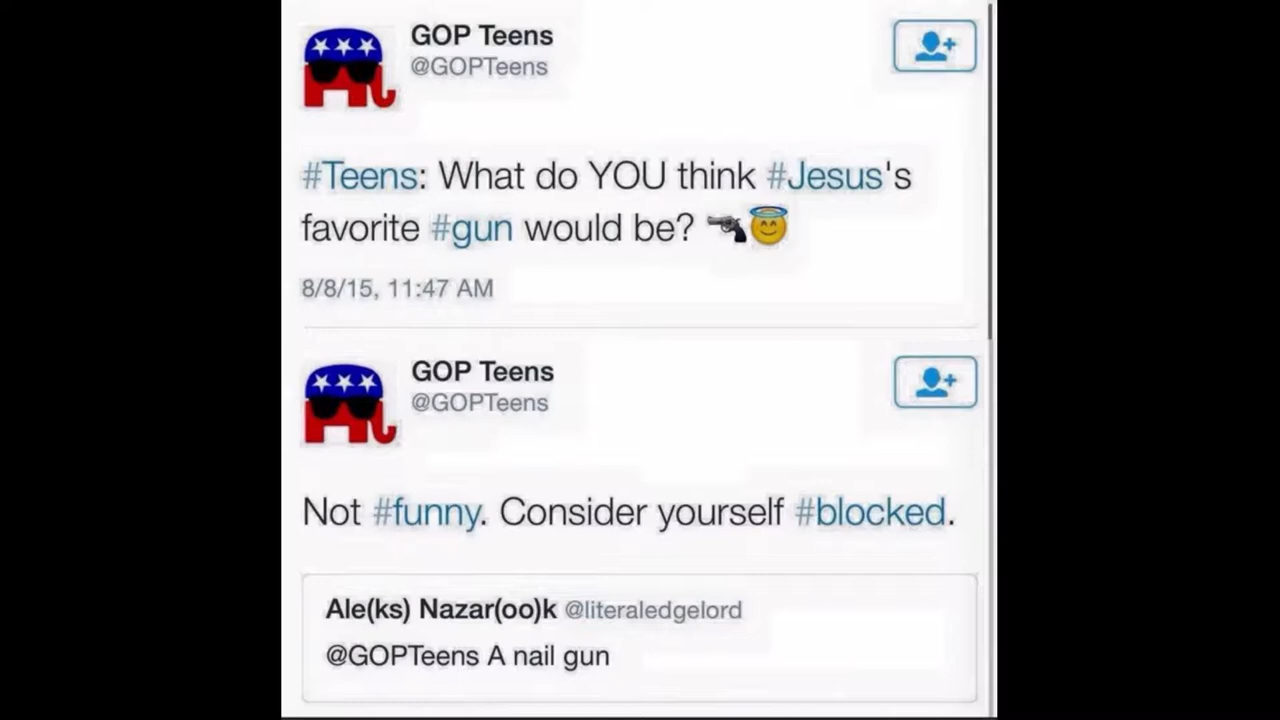 GOP Teens
@GOPTeens
#Teens: What do YOU think #Jesus's
favorite #gun would be? 🔫😇
8/8/15, 11:47 AM
GOP Teens
@GOPTeens
Not #funny. Consider yourself #blocked.
Ale(ks) Nazar(oo)k @literaledgelord
@GOPTeens A nail gun